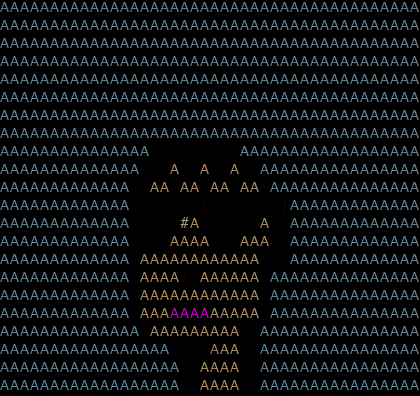 AAAAAAAAAAAAAAAAAAAAAAAAAAAAAAAAAAAAAAAAAA
AAAAAAAAAAAAAAAAAAAAAAAAAAAAAAAAAAAAAAAAAA
AAAAAAAAAAAAAAAAAAAAAAAAAAAAAAAAAAAAAAAAAA
AAAAAAAAAAAAAAAAAAAAAAAAAAAAAAAAAAAAAAAAAA
AAAAAAAAAAAAAAAAAAAAAAAAAAAAAAAAAAAAAAAAAA
AAAAAAAAAAAAAAAAAAAAAAAAAAAAAAAAAAAAAAAAAA
AAAAAAAAAAAAAAAAAAAAAAAAAAAAAAAAAAAAAAAAAA
AAAAAAAAAAAAAAAAAAAAAAAAAAAAAAAAAAAAAAAAAA
AAAAAAAAAAAAAAA         AAAAAAAAAAAAAAAAAA
AAAAAAAAAAAAAA   A  A  A  AAAAAAAAAAAAAAAA
AAAAAAAAAAAAA  AA AA AA AA AAAAAAAAAAAAAAA
AAAAAAAAAAAAA                AAAAAAAAAAAAA
AAAAAAAAAAAAA     #A      A  AAAAAAAAAAAAA
AAAAAAAAAAAAA    AAAA   AAA  AAAAAAAAAAAAA
AAAAAAAAAAAAA AAAAAAAAAAAA   AAAAAAAAAAAAA
AAAAAAAAAAAAA AAAA  AAAAAA AAAAAAAAAAAAAAA
AAAAAAAAAAAAA AAAAAAAAAAAA AAAAAAAAAAAAAAA
AAAAAAAAAAAAA AAAAAAAAAAAA AAAAAAAAAAAAAAA
AAAAAAAAAAAAAA AAAAAAAAA  AAAAAAAAAAAAAAAA
AAAAAAAAAAAAAAAAA    AAA  AAAAAAAAAAAAAAAA
AAAAAAAAAAAAAAAAAA  AAAA  AAAAAAAAAAAAAAAA
AAAAAAAAAAAAAAAAAA  AAAA  AAAAAAAAAAAAAAAA